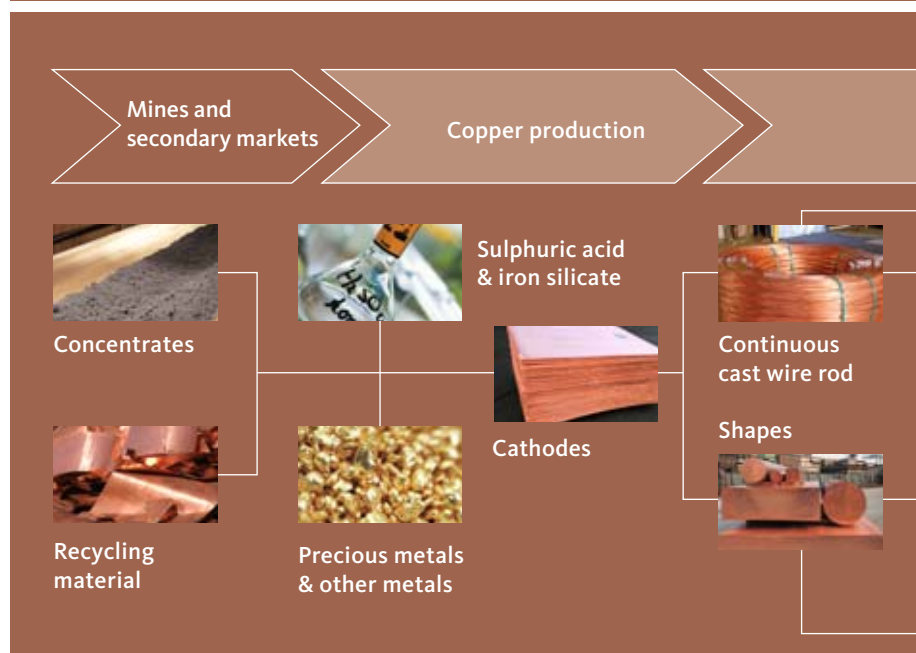 Mines and
secondary markets
Copper production
Concentrates
Recycling
material
H₂SO₄
Sulphuric acid
& iron silicate
Precious metals
& other metals
Cathodes
Continuous
cast wire rod
Shapes